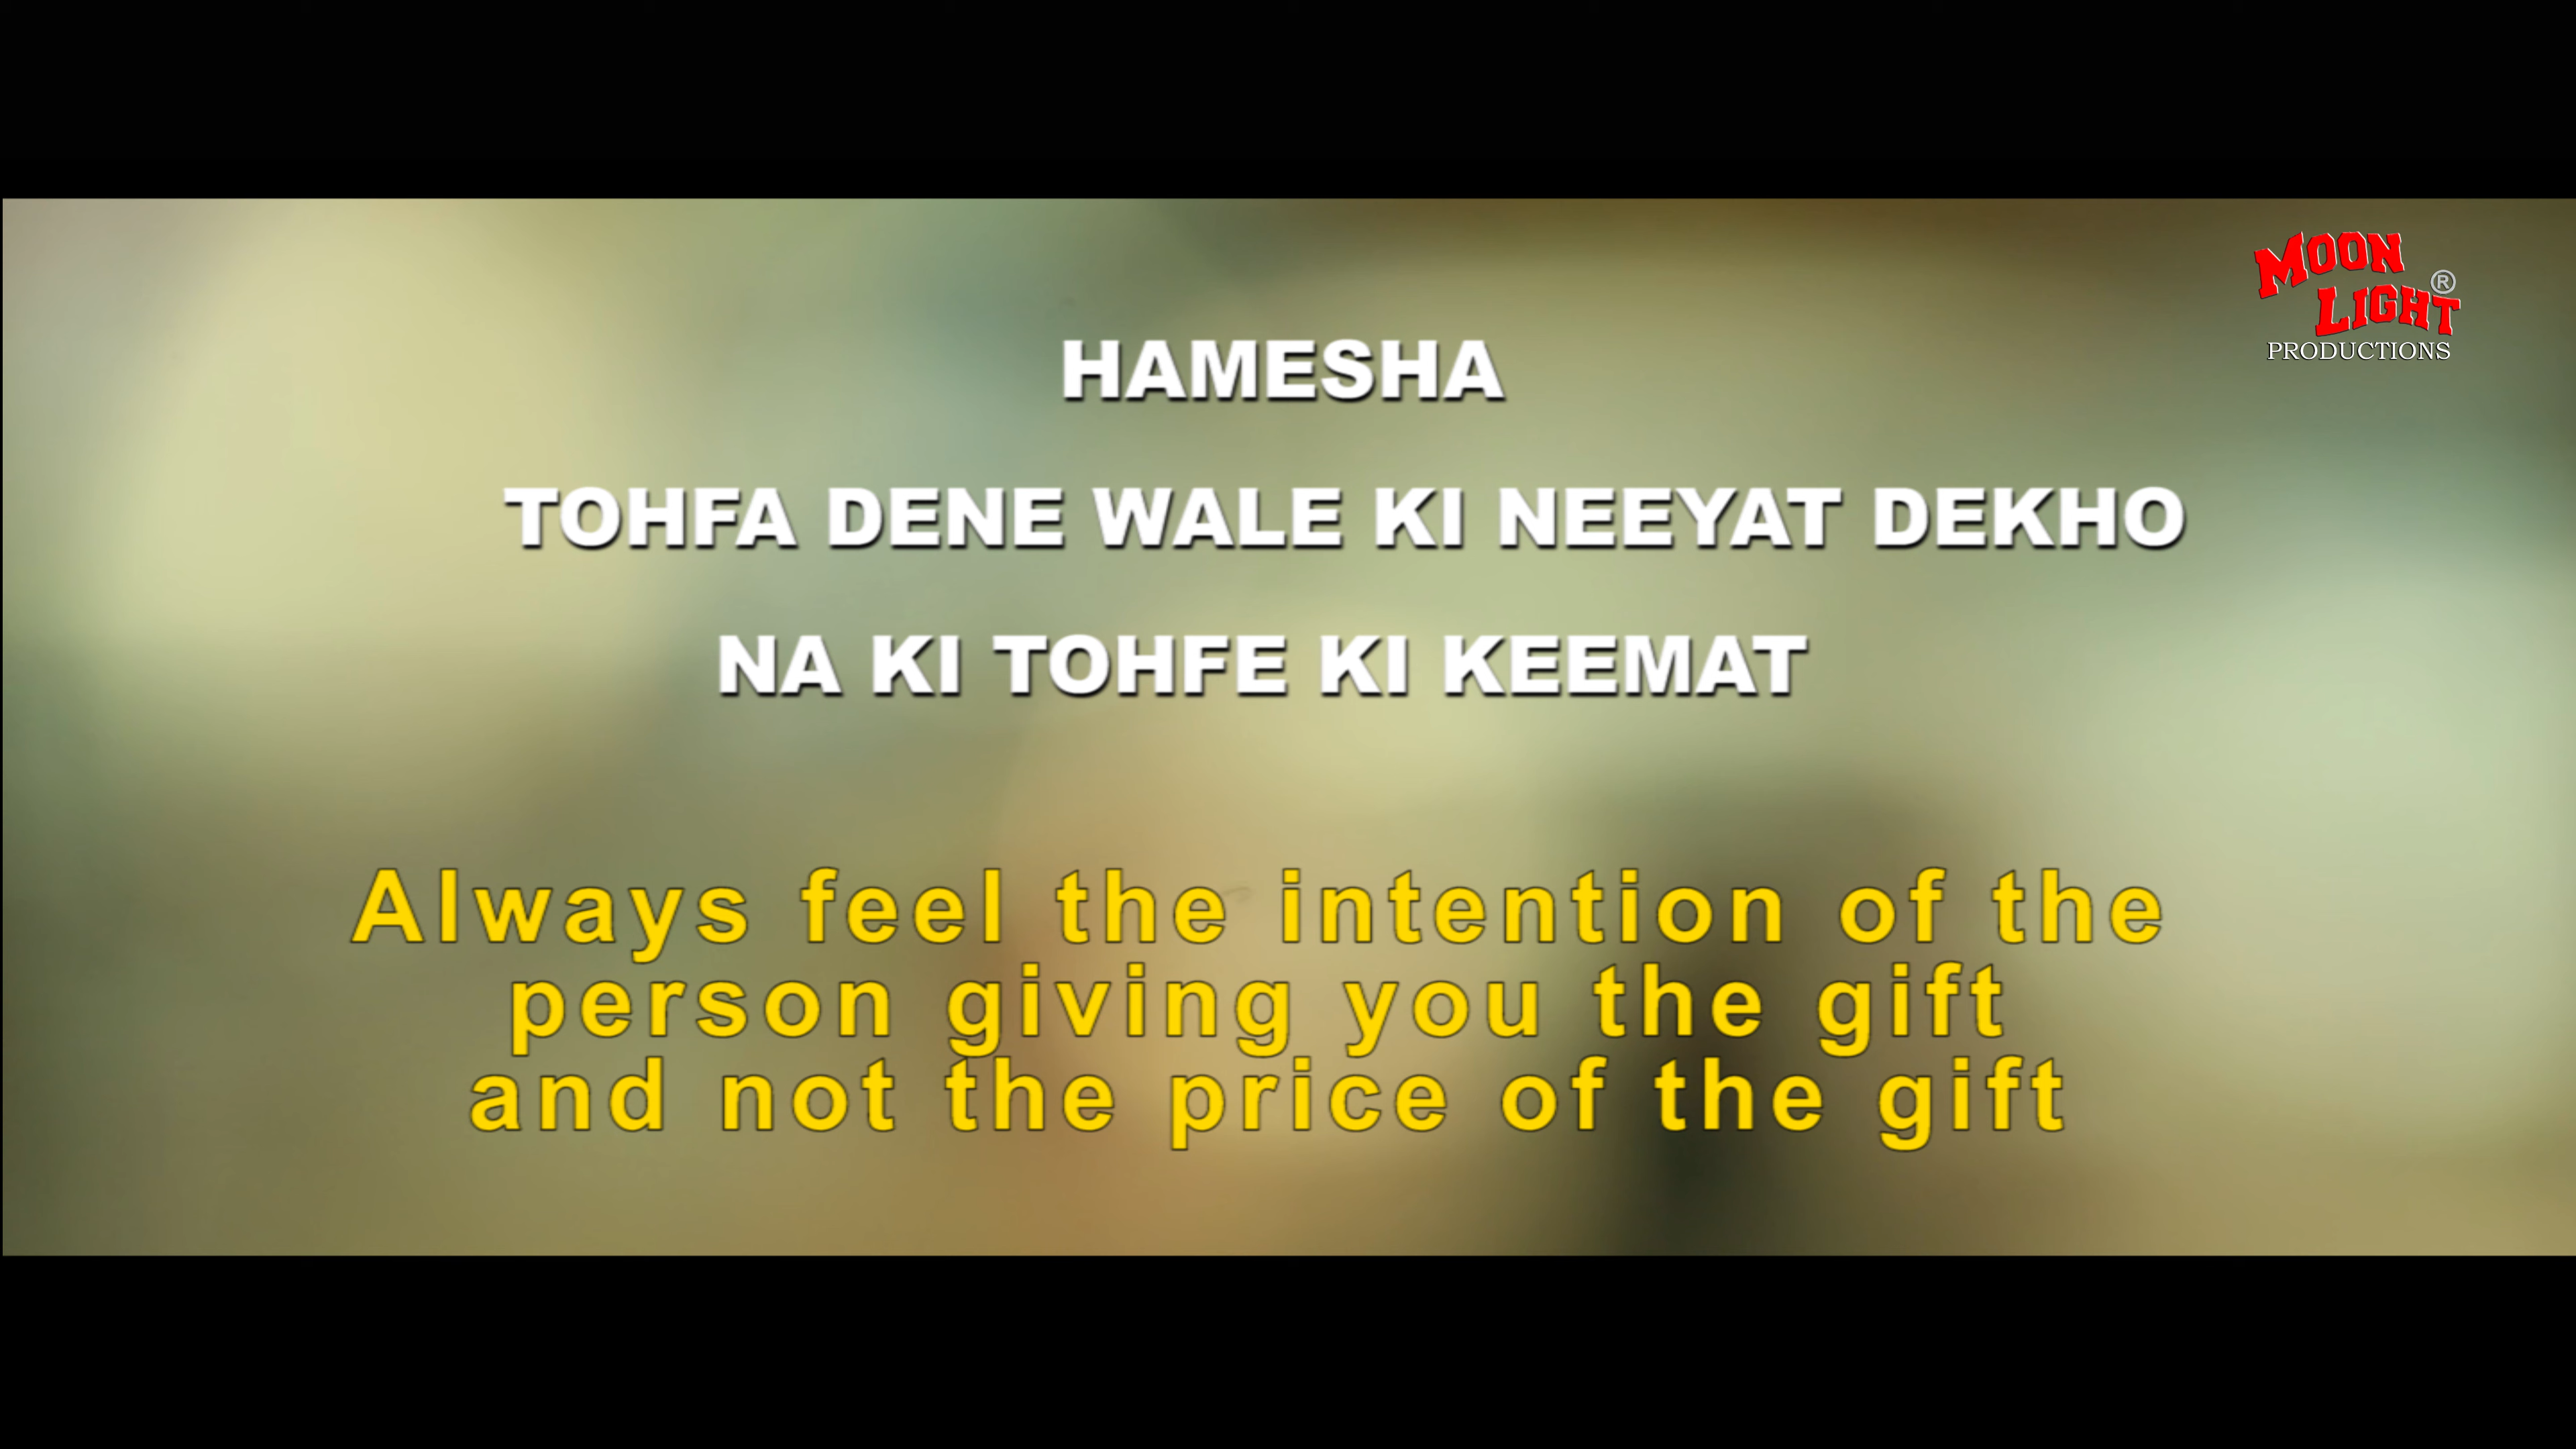 MOON
LIGHT®
PRODUCTIONS
HAMESHA
TOHFA DENE WALE KI NEEYAT DEKHO
NA KI TOHFE KI KEEMAT
Always feel the intention of the
person giving you the gift
and not the price of the gift